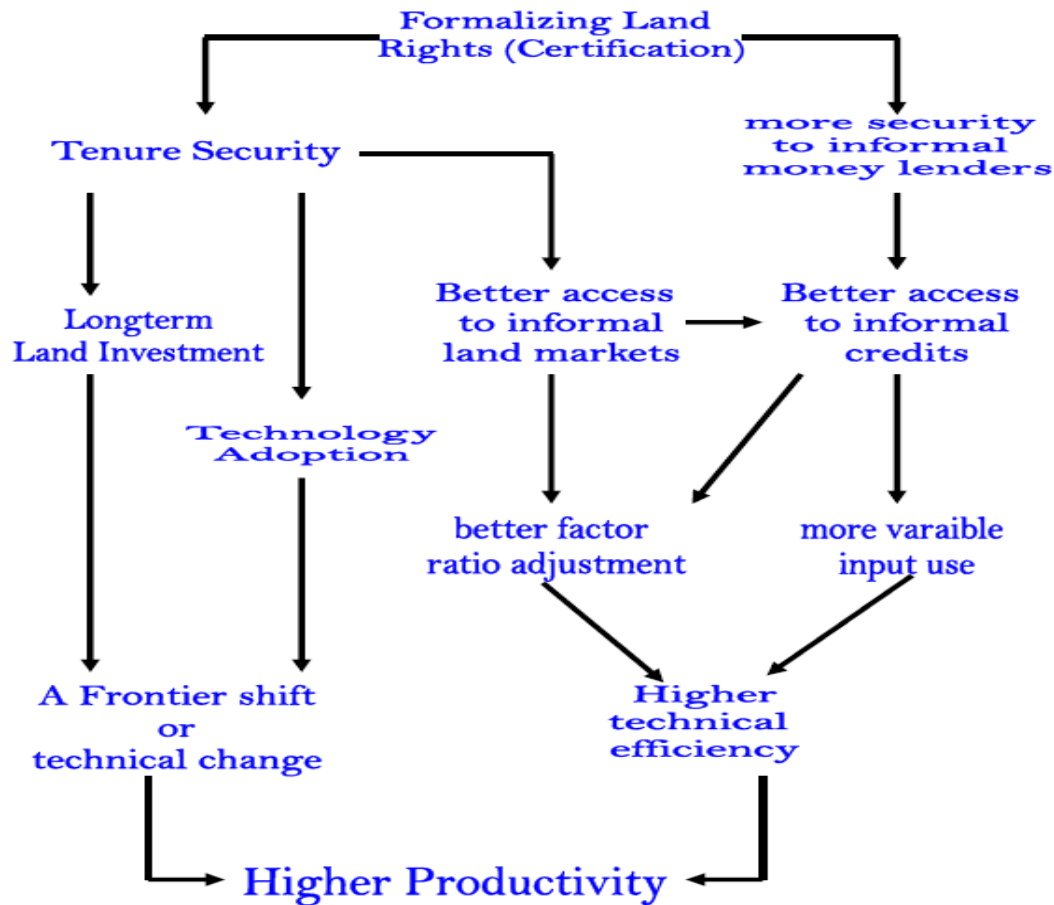 Formalizing Land
Rights (Certification)
Tenure Security
more security
to informal
money lenders
Longterm
Land Investment
Better access
to informal
land markets
Better access
to informal
credits
Technology
Adoption
better factor
ratio adjustment
more varaible
input use
A Frontier shift
or
technical change
Higher
technical
efficiency
Higher Productivity